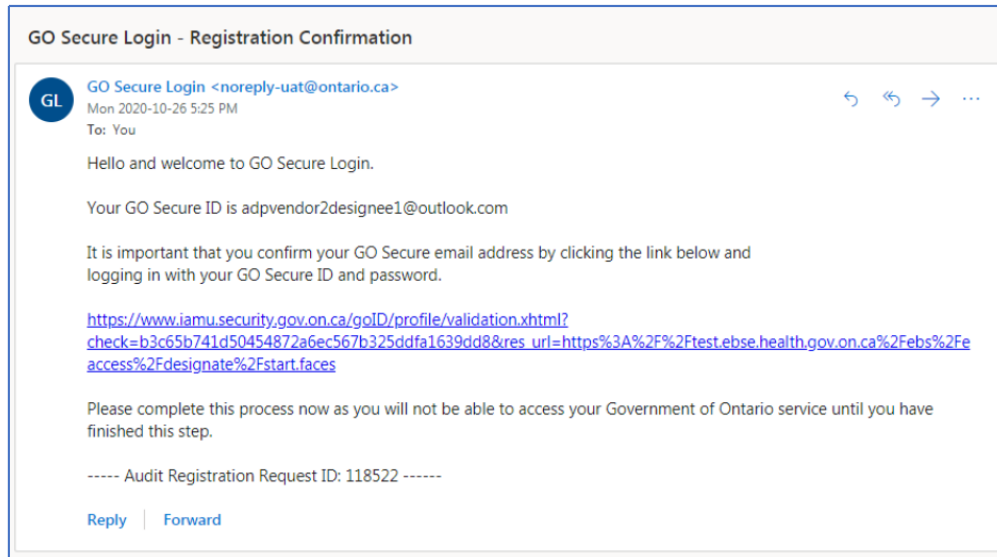 GO Secure Login - Registration Confirmation
GL
GO Secure Login <noreply-uat@ontario.ca>
Mon 2020-10-26 5:25 PM
To: You
Hello and welcome to GO Secure Login.
Your GO Secure ID is adpvendor2designee1@outlook.com
It is important that you confirm your GO Secure email address by clicking the link below and
logging in with your GO Secure ID and password.
https://www.iamu.security.gov.on.ca/goID/profile/validation.xhtml?
check=b3c65b741d50454872a6ec567b325ddfa1639dd8&res_url=https%3A%2F%2Ftest.ebse.health.gov.on.ca%2Febs%2Fe
access%2Fdesignate%2Fstart.faces
Please complete this process now as you will not be able to access your Government of Ontario service until you have
finished this step.
----- Audit Registration Request ID: 118522 ------
Reply | Forward